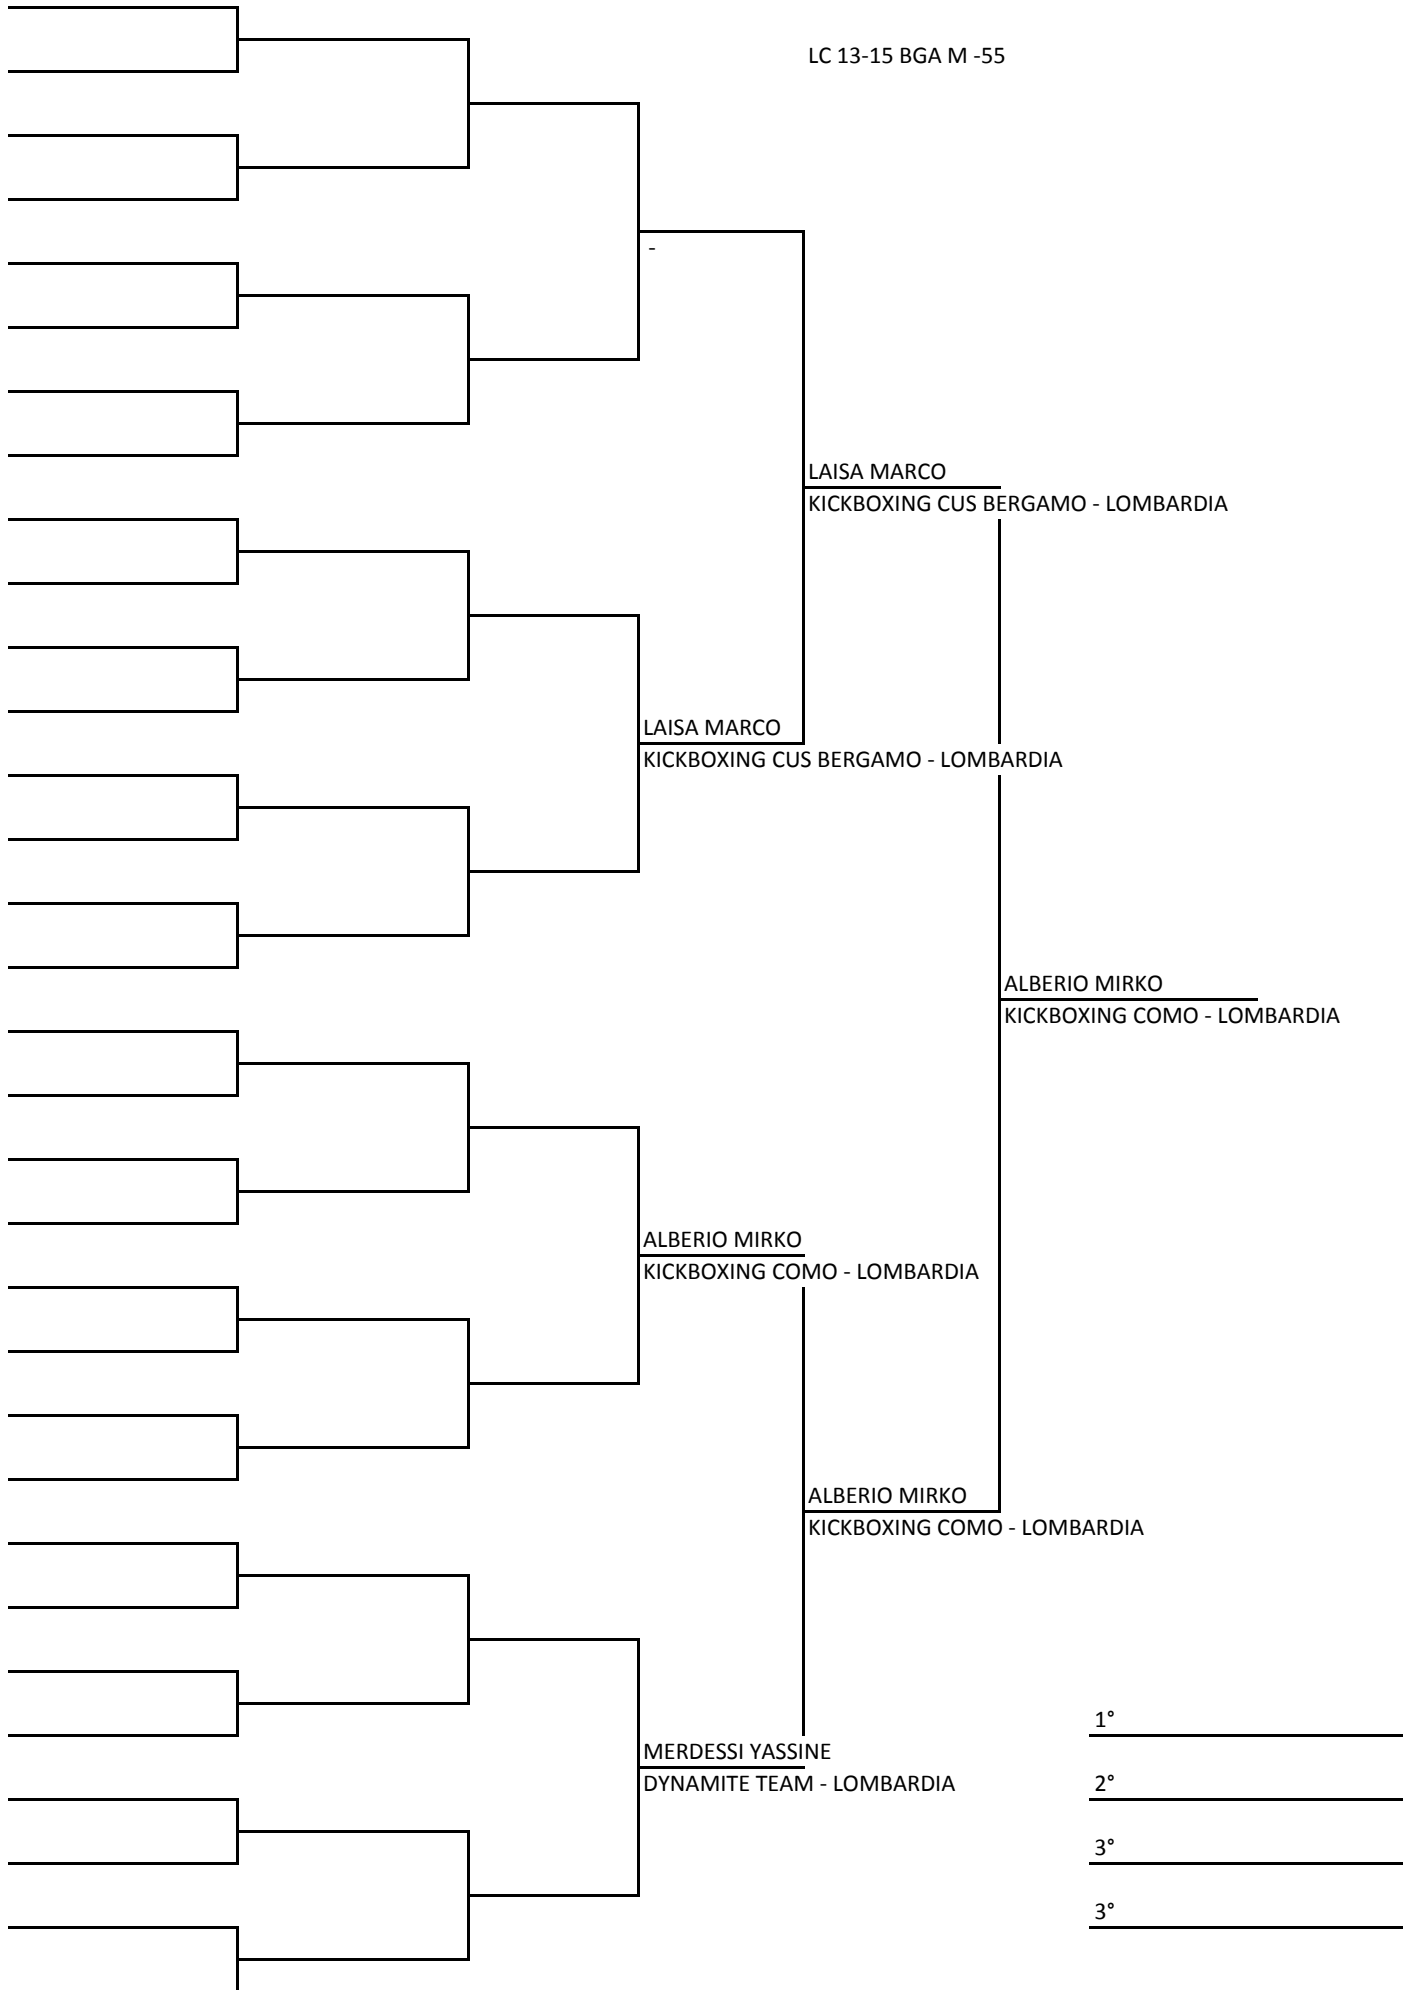 LC 13-15 BGA M -55
-
LAISA MARCO
KICKBOXING CUS BERGAMO - LOMBARDIA
LAISA MARCO
KICKBOXING CUS BERGAMO - LOMBARDIA
ALBERIO MIRKO
KICKBOXING COMO - LOMBARDIA
ALBERIO MIRKO
KICKBOXING COMO - LOMBARDIA
ALBERIO MIRKO
KICKBOXING COMO - LOMBARDIA
1°
MERDESSI YASSINE
DYNAMITE TEAM - LOMBARDIA
2°
3°
3°